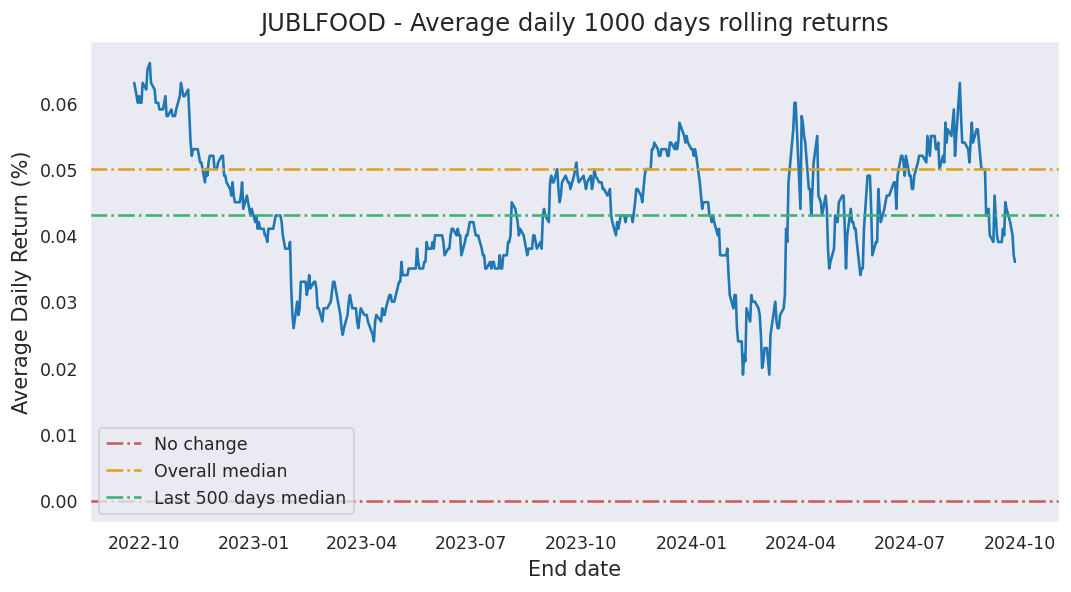 JUBLFOOD - Average daily 1000 days rolling returns
Average Daily Return (%)
0.06
0.05
0.04
0.03
0.02
0.01
0.00
No change
Overall median
Last 500 days median
2022-10 2023-01 2023-04 2023-07 2023-10 2024-01 2024-04 2024-07 2024-10
End date